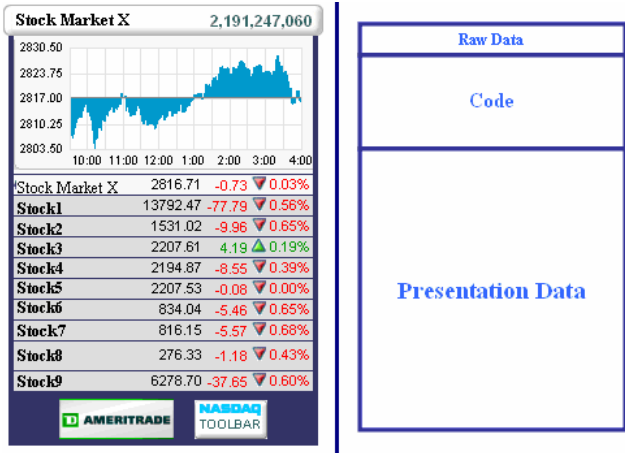 Stock Market X 2,191,247,060
2830.50
2823.75
2817.00
2810.25
2803.50
10:00 11:00 12:00 1:00 2:00 3:00 4:00
Stock Market X 2816.71 -0.73 0.03%
Stock1 13792.47 -77.79 0.56%
Stock2 1531.02 -9.96 0.65%
Stock3 2207.61 4.19 0.19%
Stock4 2194.87 -8.55 0.39%
Stock5 2207.53 -0.08 0.00%
Stock6 834.04 -5.46 0.65%
Stock7 816.15 -5.57 0.68%
Stock8 276.33 -1.18 0.43%
Stock9 6278.70 -37.65 0.60%
TD AMERITRADE
NASDAQ
TOOLBAR
Raw Data
Code
Presentation Data